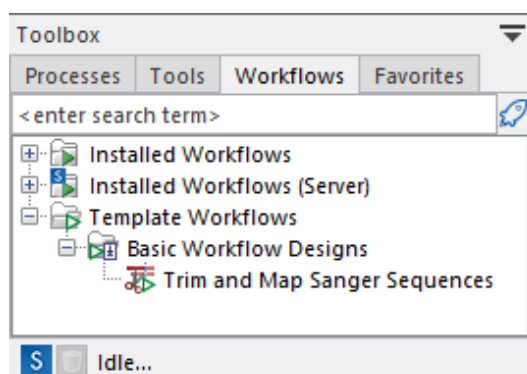 Toolbox
Processes Tools Workflows Favorites
<enter search term>
Installed Workflows
S Installed Workflows (Server)
Template Workflows
Basic Workflow Designs
Trim and Map Sanger Sequences
S Idle...